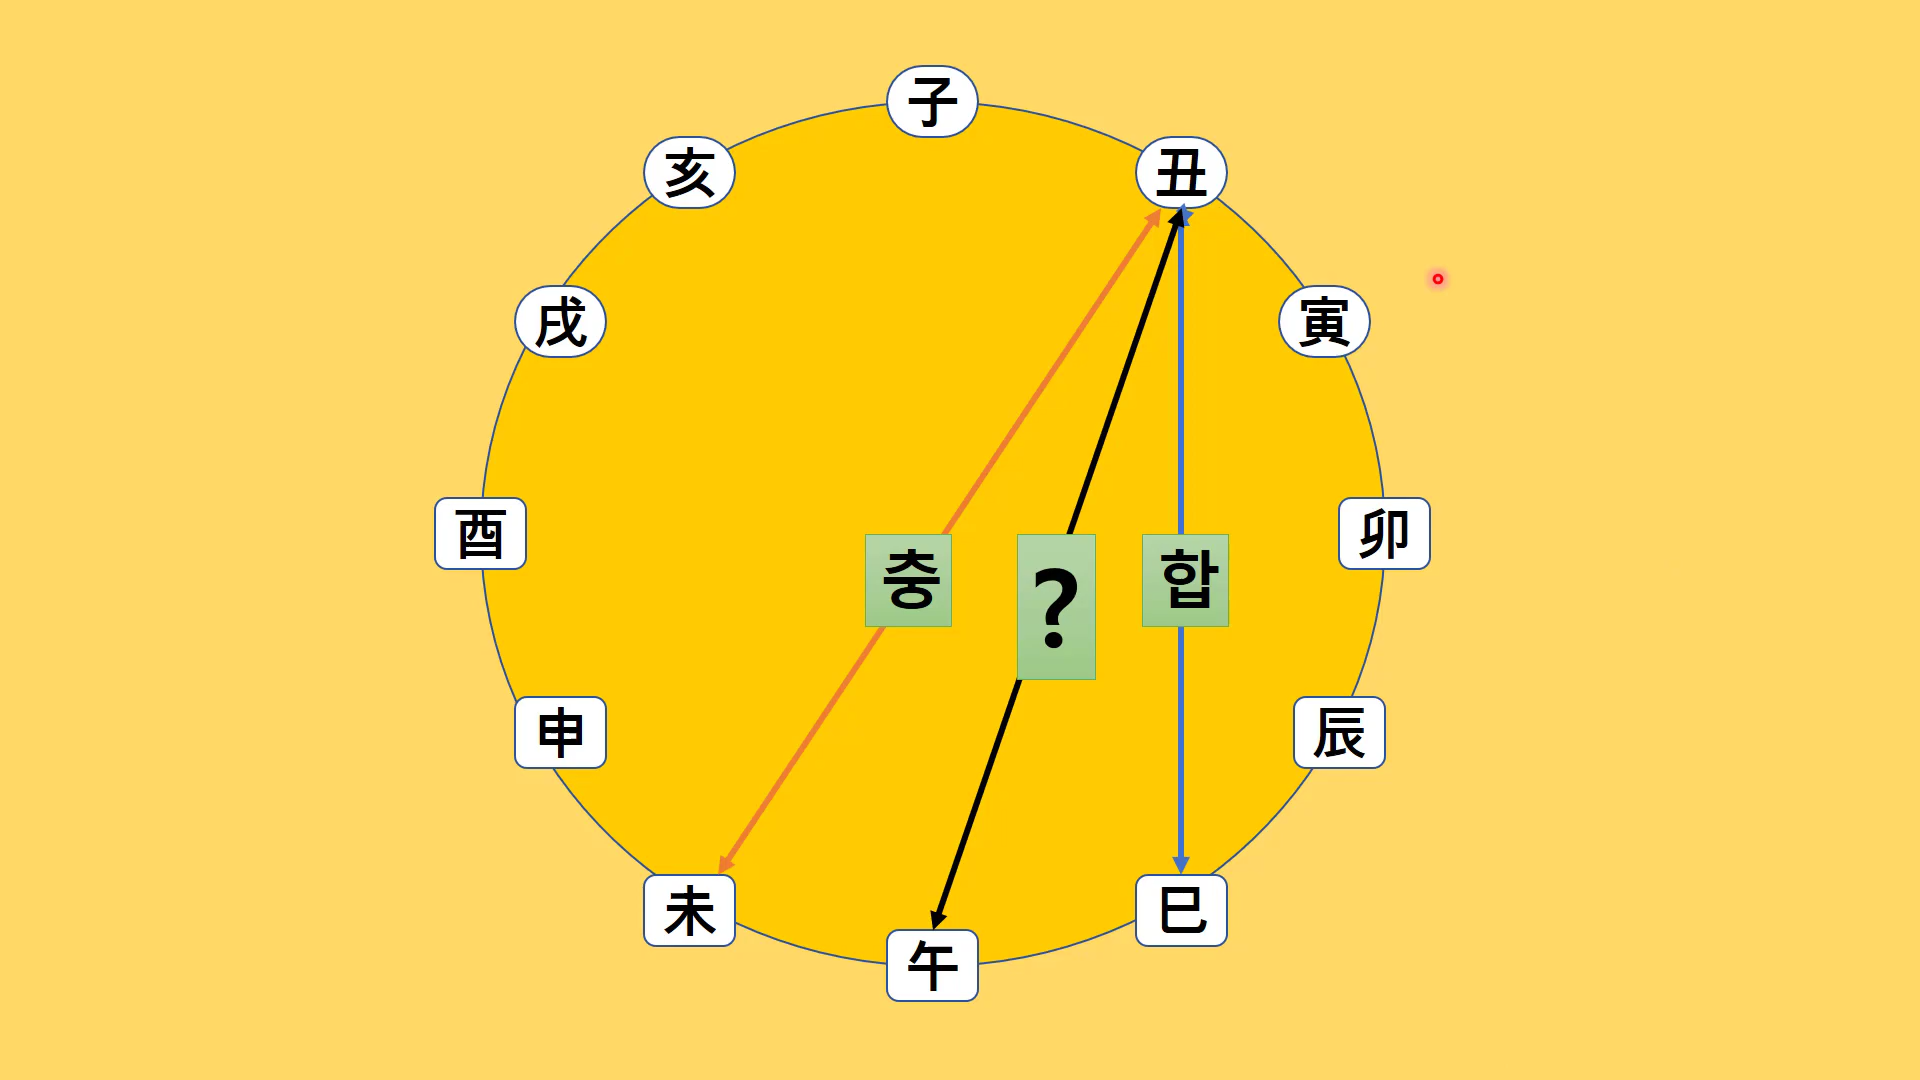 子
亥
丑
戌
寅
酉
卯
충
?
합
申
辰
未
巳
午